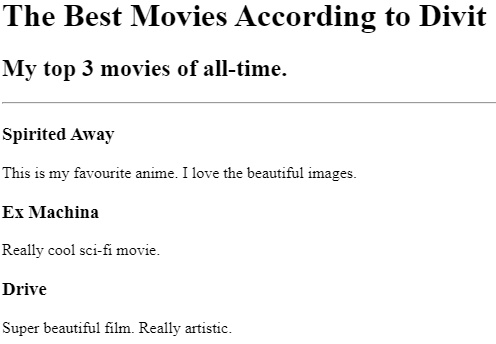 The Best Movies According to Divit
My top 3 movies of all-time.
Spirited Away
This is my favourite anime. I love the beautiful images.
Ex Machina
Really cool sci-fi movie.
Drive
Super beautiful film. Really artistic.